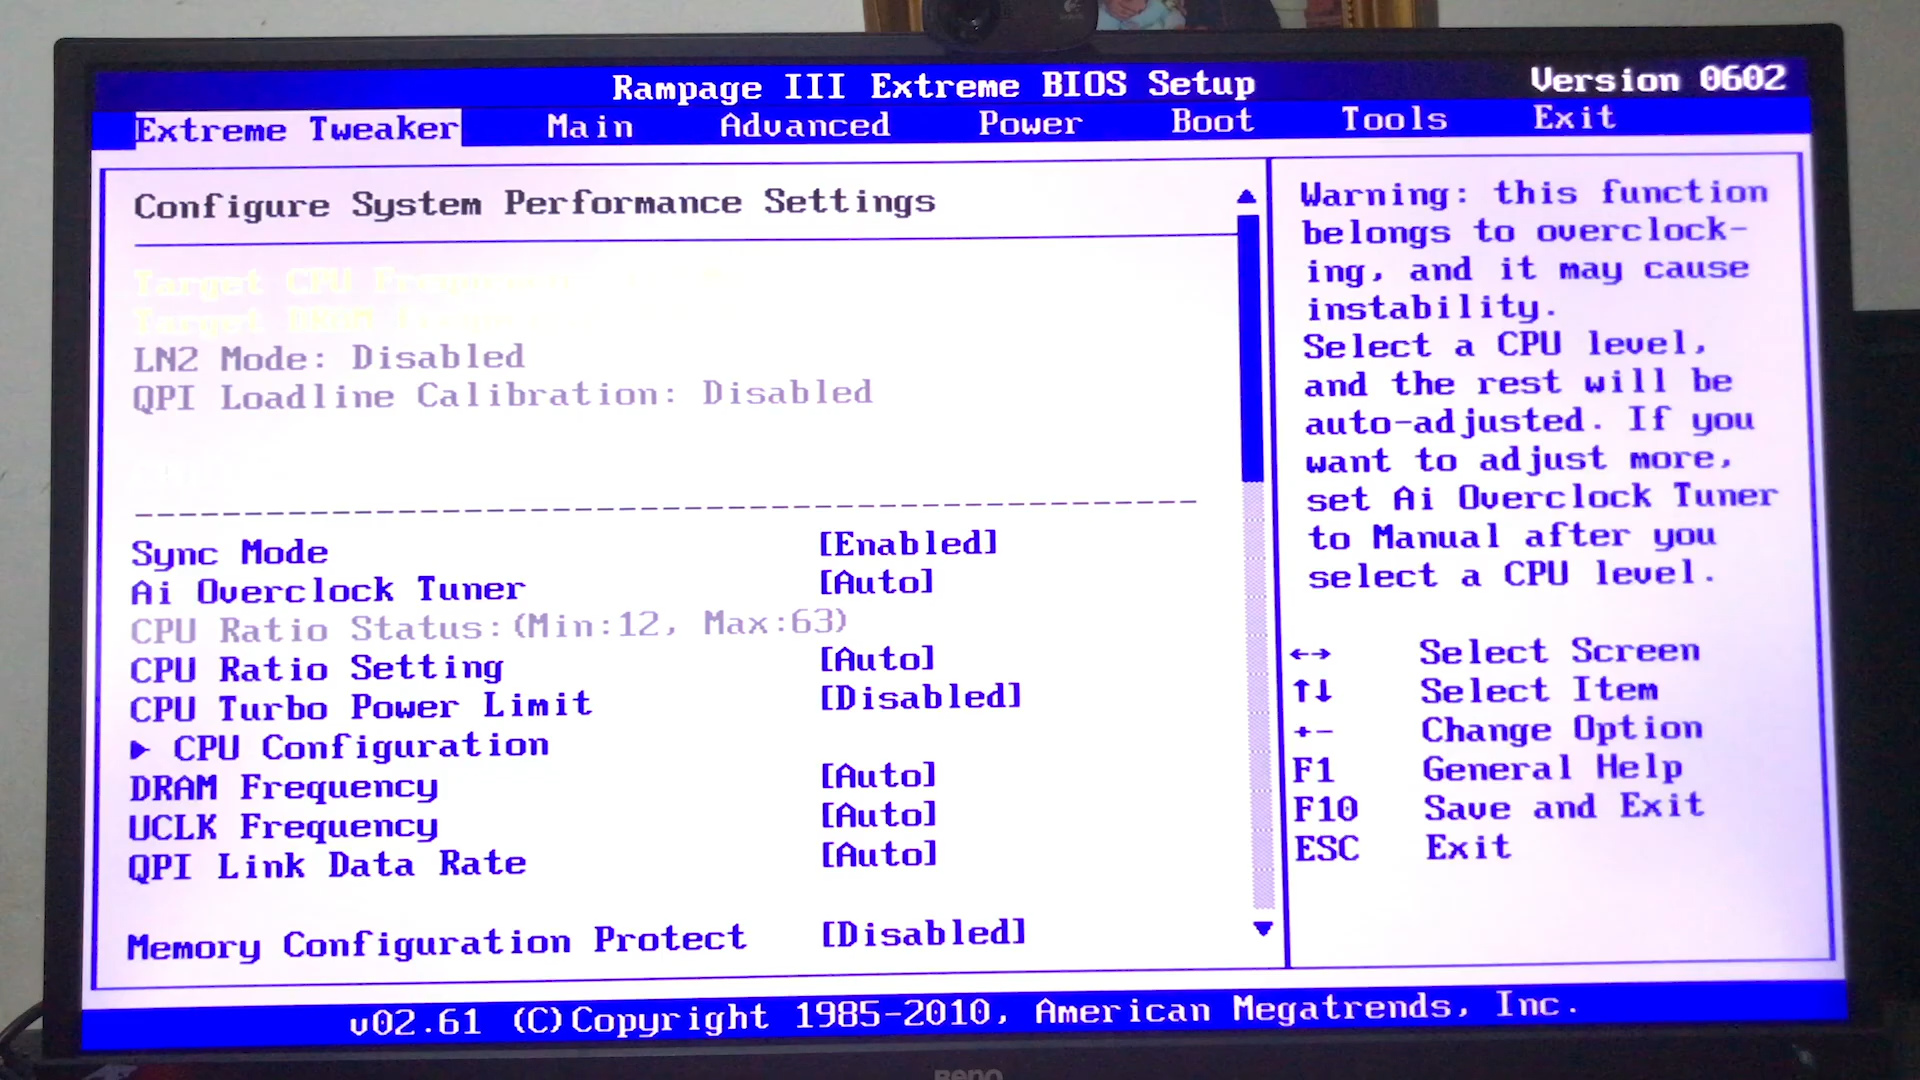 Rampage III Extreme BIOS Setup
Version 0602
Extreme Tweaker Main Advanced Power Boot Tools Exit
Configure System Performance Settings
Target CPU
Target DRAM
LN2 Mode: Disabled
QPI Loadline Calibration: Disabled
Sync Mode [Enabled]
Ai Overclock Tuner [Auto]
CPU Ratio Status:(Min:12, Max:63)
CPU Ratio Setting [Auto]
CPU Turbo Power Limit [Disabled]
CPU Configuration
DRAM Frequency [Auto]
UCLK Frequency [Auto]
QPI Link Data Rate [Auto]
Memory Configuration Protect [Disabled]
Warning: this function
belongs to overclock-
ing, and it may cause
instability.
Select a CPU level,
and the rest will be
auto-adjusted. If you
want to adjust more,
set Ai Overclock Tuner
to Manual after you
select a CPU level.
←→ Select Screen
↑↓ Select Item
+- Change Option
F1 General Help
F10 Save and Exit
ESC Exit
v02.61 (C)Copyright 1985-2010, American Megatrends, Inc.
BenQ